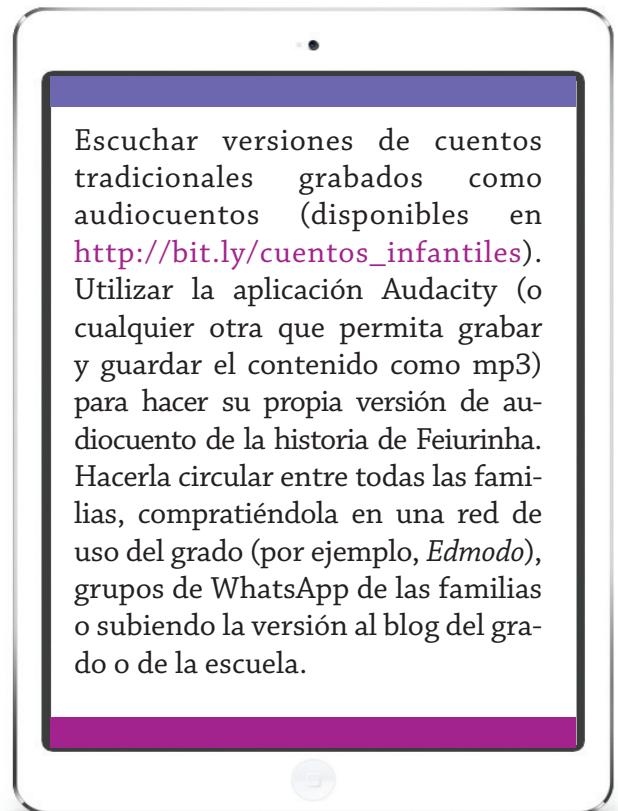 Escuchar versiones de cuentos
tradicionales grabados como
audiocuentos (disponibles en
http://bit.ly/cuentos_infantiles).
Utilizar la aplicación Audacity (o
cualquier otra que permita grabar
y guardar el contenido como mp3)
para hacer su propia versión de au-
diocuento de la historia de Feiurinha.
Hacerla circular entre todas las fami-
lias, compratiéndola en una red de
uso del grado (por ejemplo, Edmodo),
grupos de WhatsApp de las familias
o subiendo la versión al blog del gra-
do o de la escuela.